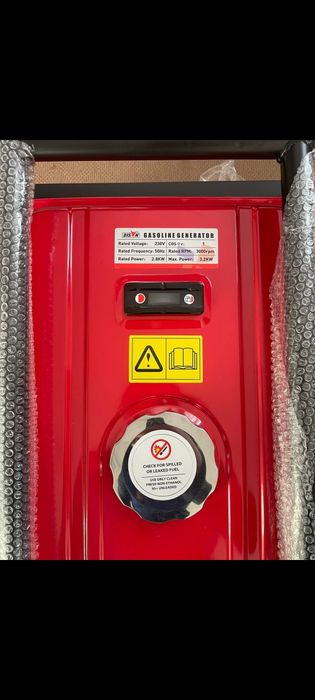 GASOLINE GENERATOR
Rated Voltage: 230V COS 1
Rated Frequency: 50Hz Rated RPM: 3000rpm
Rated Power: 2.8KW Max. Power: 3.2KW
CHECK FOR SPILLED
OR LEAKED FUEL
USE ONLY CLEAN
FRESH NON-ETHANOL
UNLEADED